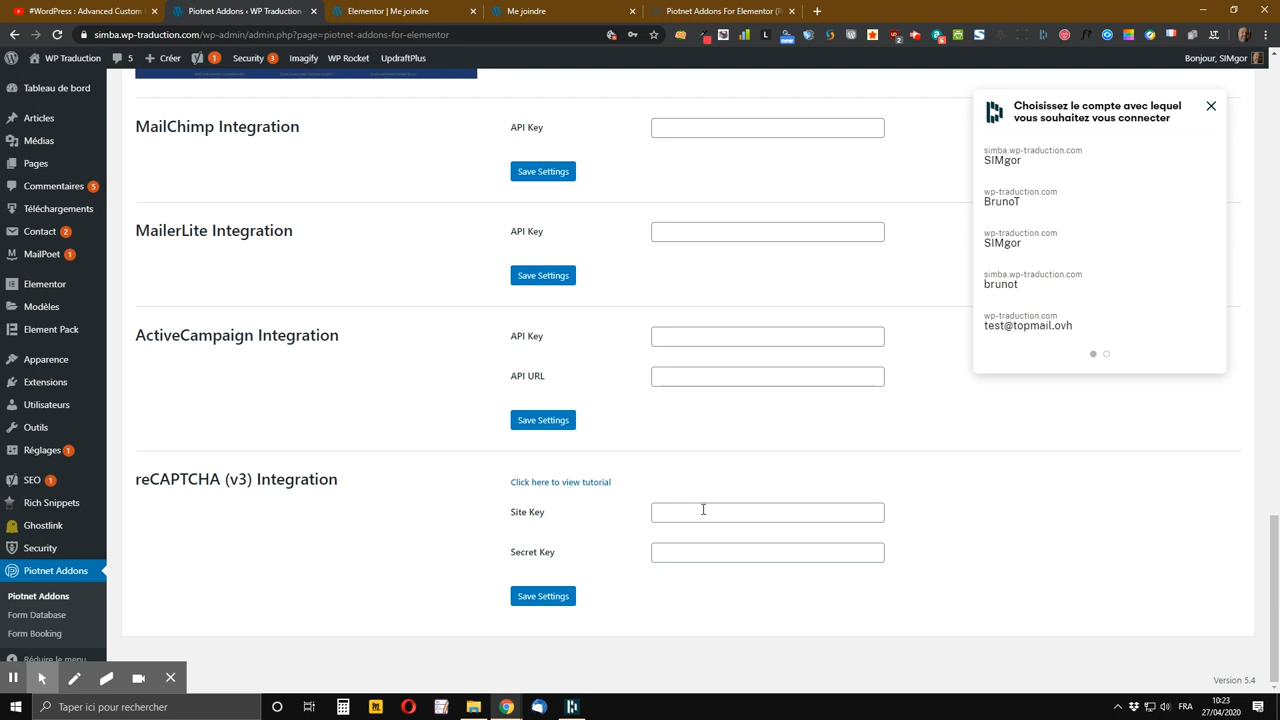 #WordPress : Advanced Custom
Piotnet Addons ‹ WP Traduction
Elementor | Me joindre
Me joindre
Piotnet Addons For Elementor (P
simba.wp-traduction.com/wp-admin/admin.php?page=piotnet-addons-for-elementor
WP Traduction
5
Créer
1
Security 3
Imagify
WP Rocket
UpdraftPlus
Bonjour, SIMgor
Tableau de bord
Articles
Médias
Pages
Commentaires 5
Téléchargements
Contact 2
MailPoet 1
Elementor
Modèles
Element Pack
Apparence
Extensions
Utilisateurs
Outils
Réglages 1
SEO 1
Rich Snippets
Ghostlink
Security
Piotnet Addons
Piotnet Addons
Form Database
Form Booking
Réduire le menu
MailChimp Integration
API Key
Save Settings
MailerLite Integration
API Key
Save Settings
ActiveCampaign Integration
API Key
API URL
Save Settings
reCAPTCHA (v3) Integration
Click here to view tutorial
Site Key
Secret Key
Save Settings
Choisissez le compte avec lequel
vous souhaitez vous connecter
simba.wp-traduction.com
SIMgor
wp-traduction.com
BrunoT
wp-traduction.com
SIMgor
simba.wp-traduction.com
brunot
wp-traduction.com
test@topmail.ovh
Version 5.4
Taper ici pour rechercher
FRA
10:23
27/04/2020